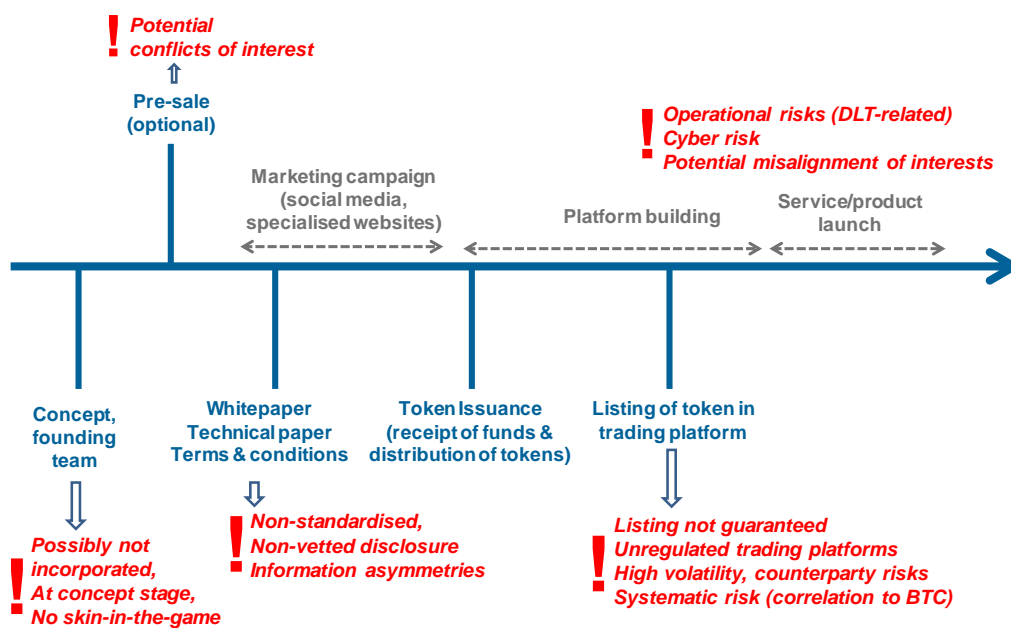 ! Potential
conflicts of interest
Pre-sale
(optional)
! Operational risks (DLT-related)
Cyber risk
Potential misalignment of interests
Marketing campaign
(social media,
specialised websites)
Platform building
Service/product
launch
Concept,
founding
team
Whitepaper
Technical paper
Terms & conditions
Token Issuance
(receipt of funds &
distribution of tokens)
Listing of token in
trading platform
! Possibly not
incorporated,
At concept stage,
No skin-in-the-game
! Non-standardised,
Non-vetted disclosure
Information asymmetries
! Listing not guaranteed
Unregulated trading platforms
High volatility, counterparty risks
Systematic risk (correlation to BTC)